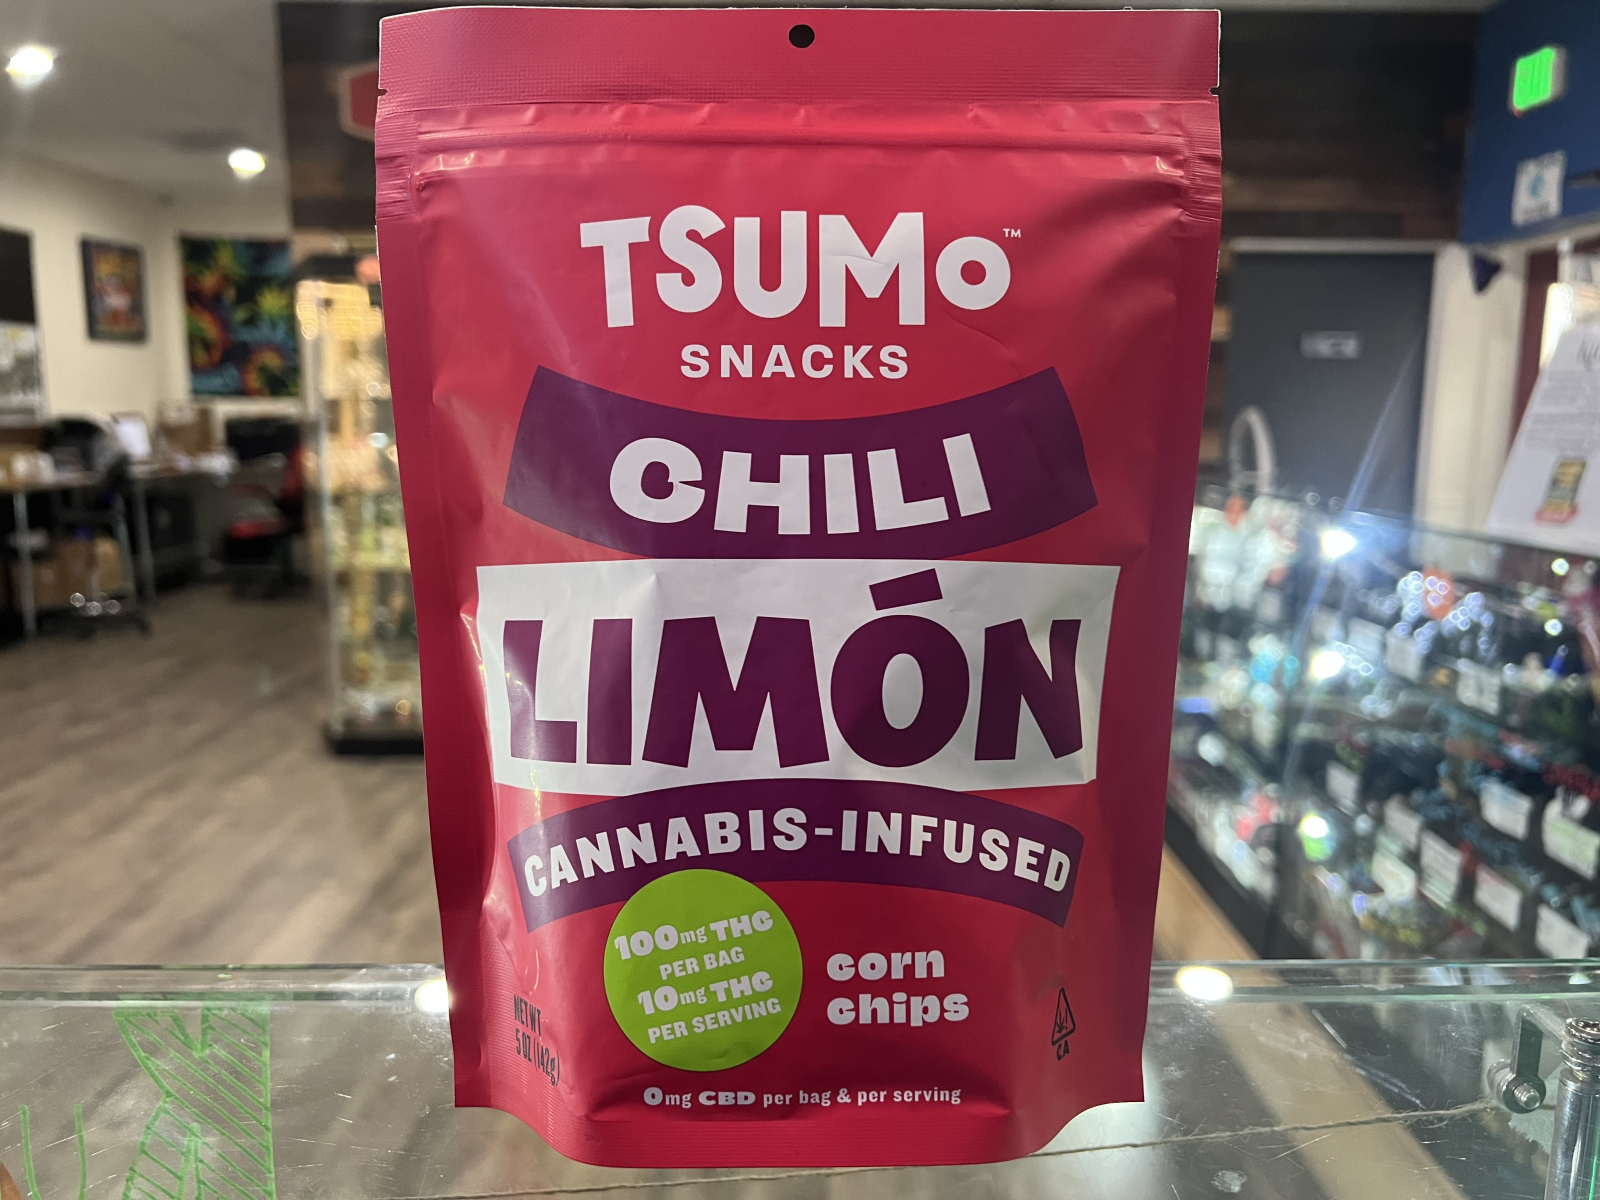 TSUMo™
SNACKS
CHILI
LIMÓN
CANNABIS-INFUSED
100mg THC
PER BAG
10mg THC
PER SERVING
corn
chips
NET WT
5 OZ (142g)
CA
0mg CBD per bag & per serving